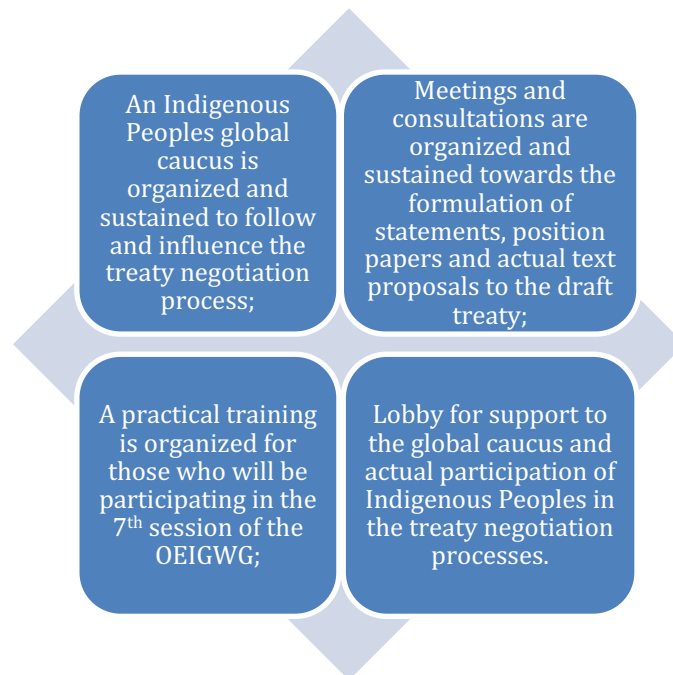 An Indigenous
Peoples global
caucus is
organized and
sustained to follow
and influence the
treaty negotiation
process;
Meetings and
consultations are
organized and
sustained towards the
formulation of
statements, position
papers and actual text
proposals to the draft
treaty;
A practical training
is organized for
those who will be
participating in the
7th session of the
OEIGWG;
Lobby for support to
the global caucus and
actual participation of
Indigenous Peoples in
the treaty negotiation
processes.